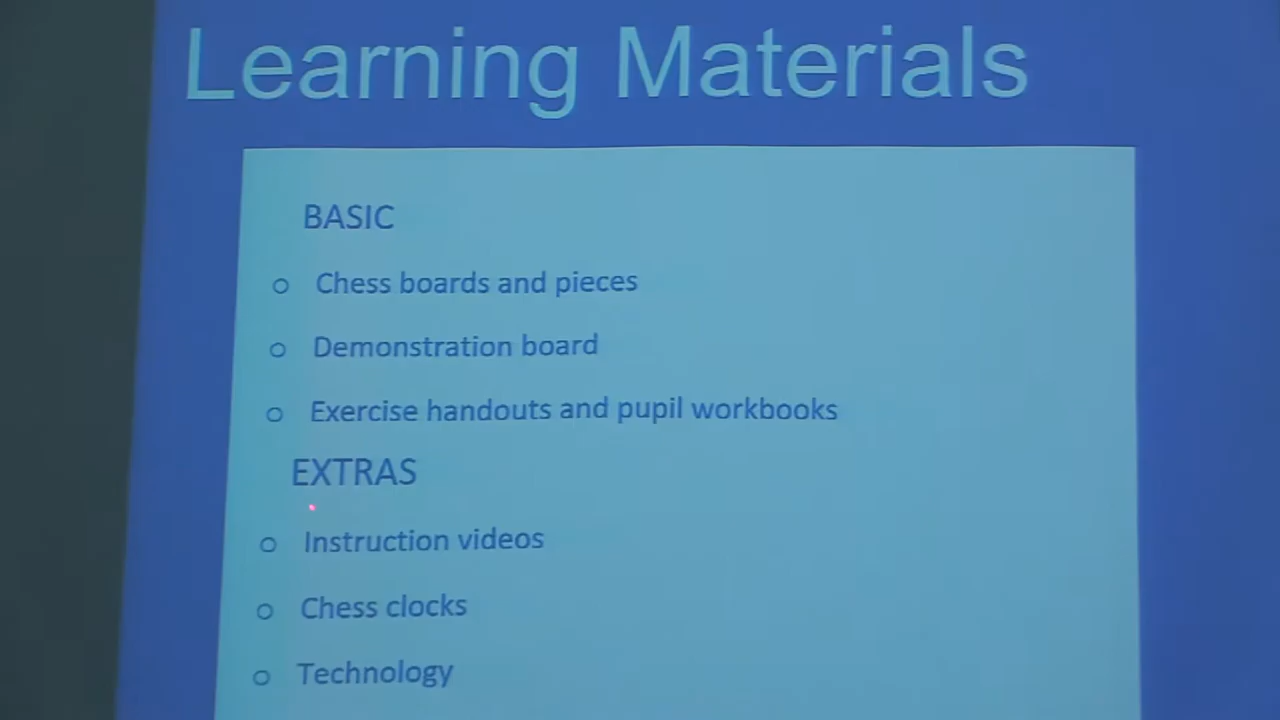 Learning Materials
BASIC
Chess boards and pieces
Demonstration board
Exercise handouts and pupil workbooks
EXTRAS
Instruction videos
Chess clocks
Technology